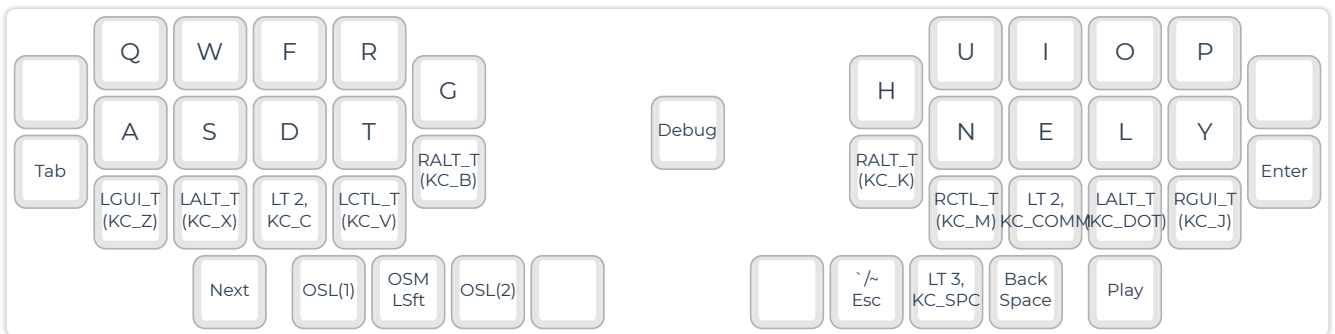 Q W F R
U I O P
G
H
A S D T
Debug
N E L Y
Tab
RALT_T
(KC_B)
RALT_T
(KC_K)
Enter
LGUI_T
(KC_Z)
LALT_T
(KC_X)
LT 2,
KC_C
LCTL_T
(KC_V)
RCTL_T
(KC_M)
LT 2,
KC_COMM
LALT_T
(KC_DOT)
RGUI_T
(KC_J)
Next
OSL(1)
OSM
LSft
OSL(2)
`/~
Esc
LT 3,
KC_SPC
Back
Space
Play